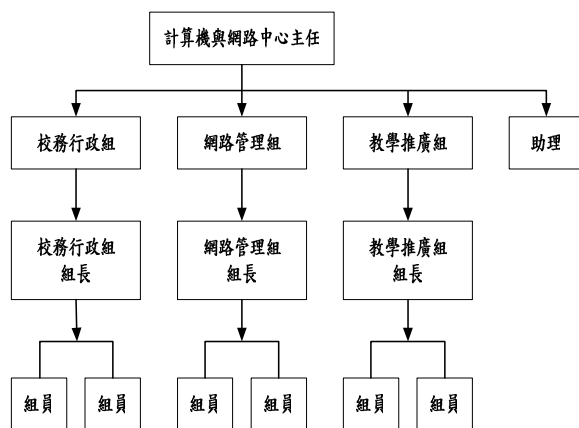 計算機與網路中心主任
校務行政組
網路管理組
教學推廣組
助理
校務行政組
組長
網路管理組
組長
教學推廣組
組長
組員
組員
組員
組員
組員
組員